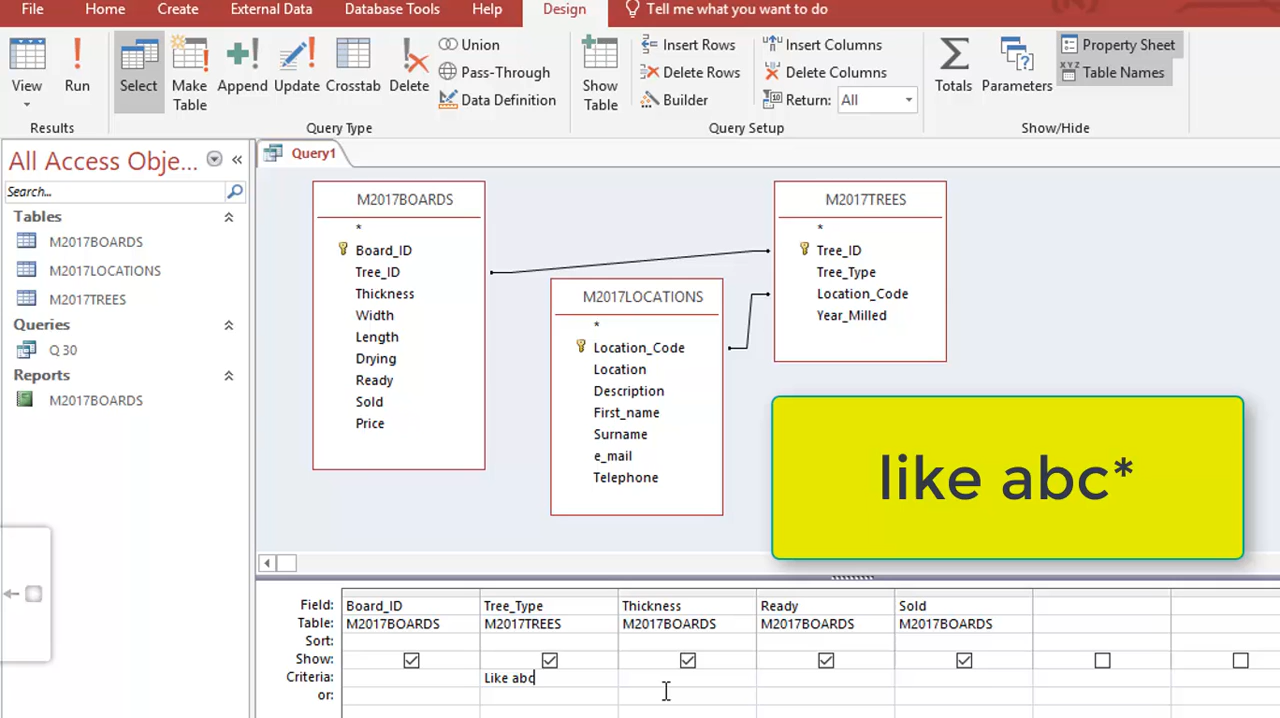 File Home Create External Data Database Tools Help Design Tell me what you want to do
View
Run
Select
Make
Table
Append
Update
Crosstab
Delete
Union
Pass-Through
Data Definition
Show
Table
Insert Rows
Delete Rows
Builder
Insert Columns
Delete Columns
Return: All
Totals
Parameters
Property Sheet
XYZ Table Names
Results
Query Type
Query Setup
Show/Hide
All Access Obje...
Search...
Tables
M2017BOARDS
M2017LOCATIONS
M2017TREES
Queries
Q 30
Reports
M2017BOARDS
Query1
M2017BOARDS
*
Board_ID
Tree_ID
Thickness
Width
Length
Drying
Ready
Sold
Price
M2017LOCATIONS
*
Location_Code
Location
Description
First_name
Surname
e_mail
Telephone
M2017TREES
*
Tree_ID
Tree_Type
Location_Code
Year_Milled
like abc*
Field: Board_ID Tree_Type Thickness Ready Sold
Table: M2017BOARDS M2017TREES M2017BOARDS M2017BOARDS M2017BOARDS
Sort:
Show:
Criteria: Like abc
or: